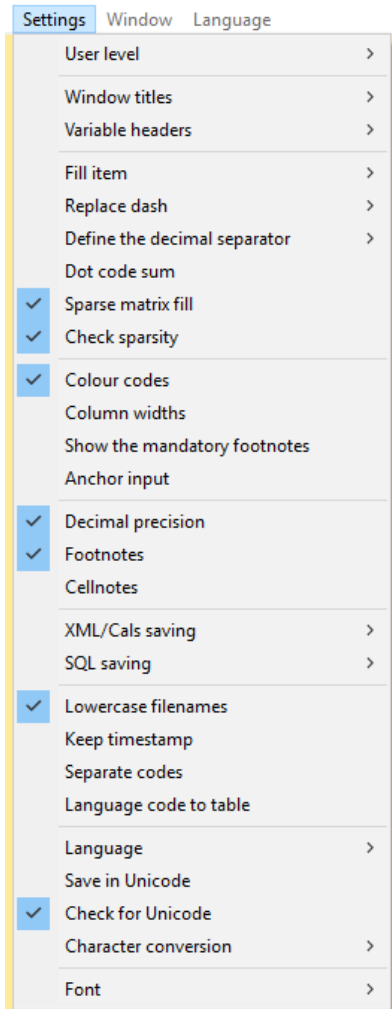 Settings Window Language
User level
Window titles
Variable headers
Fill item
Replace dash
Define the decimal separator
Dot code sum
Sparse matrix fill
Check sparsity
Colour codes
Column widths
Show the mandatory footnotes
Anchor input
Decimal precision
Footnotes
Cellnotes
XML/Cals saving
SQL saving
Lowercase filenames
Keep timestamp
Separate codes
Language code to table
Language
Save in Unicode
Check for Unicode
Character conversion
Font